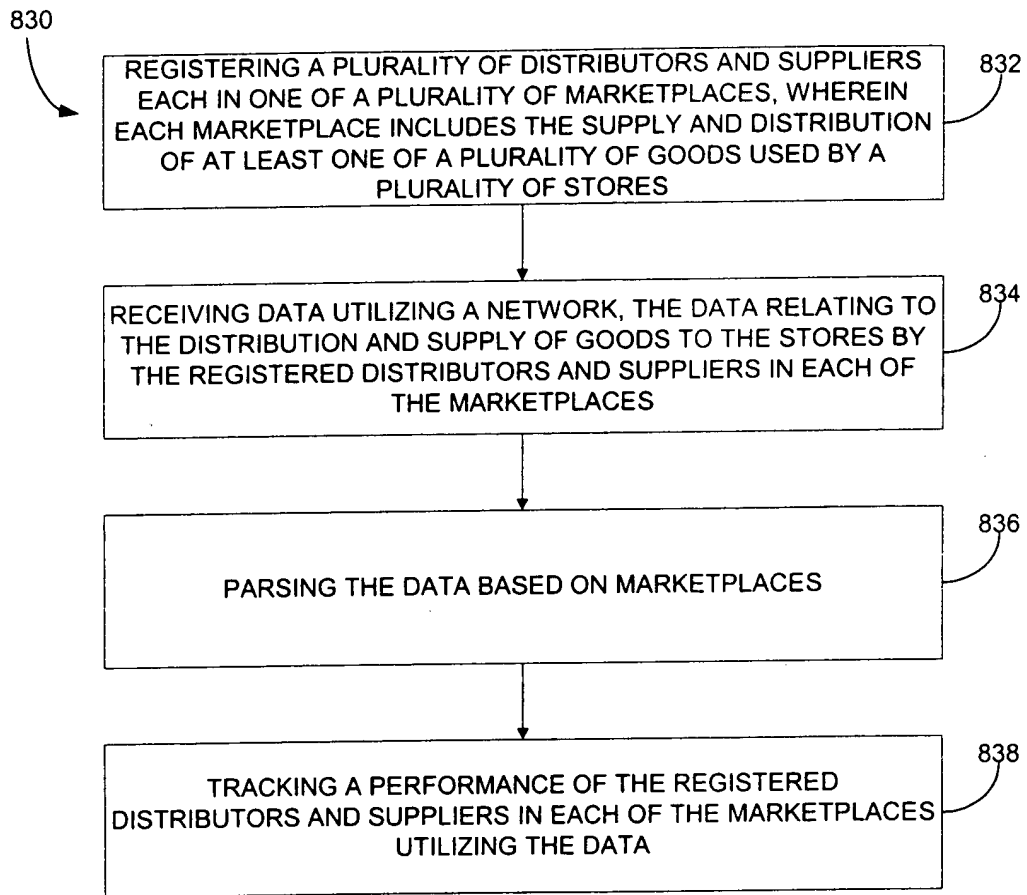 830
REGISTERING A PLURALITY OF DISTRIBUTORS AND SUPPLIERS
EACH IN ONE OF A PLURALITY OF MARKETPLACES, WHEREIN
EACH MARKETPLACE INCLUDES THE SUPPLY AND DISTRIBUTION
OF AT LEAST ONE OF A PLURALITY OF GOODS USED BY A
PLURALITY OF STORES
832
RECEIVING DATA UTILIZING A NETWORK, THE DATA RELATING TO
THE DISTRIBUTION AND SUPPLY OF GOODS TO THE STORES BY
THE REGISTERED DISTRIBUTORS AND SUPPLIERS IN EACH OF
THE MARKETPLACES
834
PARSING THE DATA BASED ON MARKETPLACES
836
TRACKING A PERFORMANCE OF THE REGISTERED
DISTRIBUTORS AND SUPPLIERS IN EACH OF THE MARKETPLACES
UTILIZING THE DATA
838